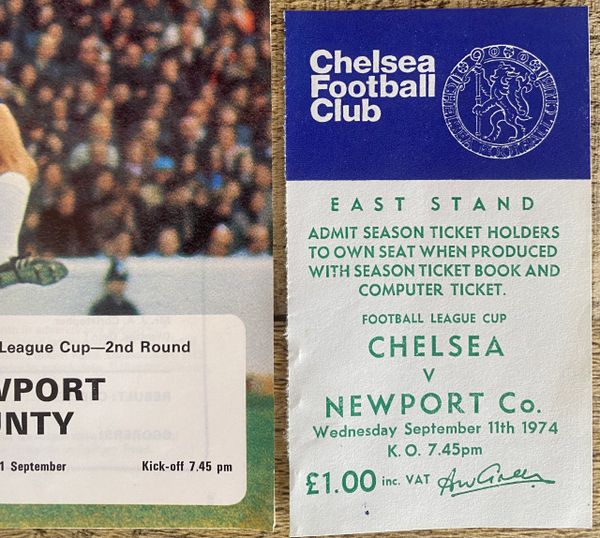 League Cup—2nd Round
WPORT
UNTY
1 September Kick-off 7.45 pm
Chelsea
Football
Club
EAST STAND
ADMIT SEASON TICKET HOLDERS
TO OWN SEAT WHEN PRODUCED
WITH SEASON TICKET BOOK AND
COMPUTER TICKET.
FOOTBALL LEAGUE CUP
CHELSEA
V
NEWPORT Co.
Wednesday September 11th 1974
K. O. 7.45pm
£1.00 inc. VAT